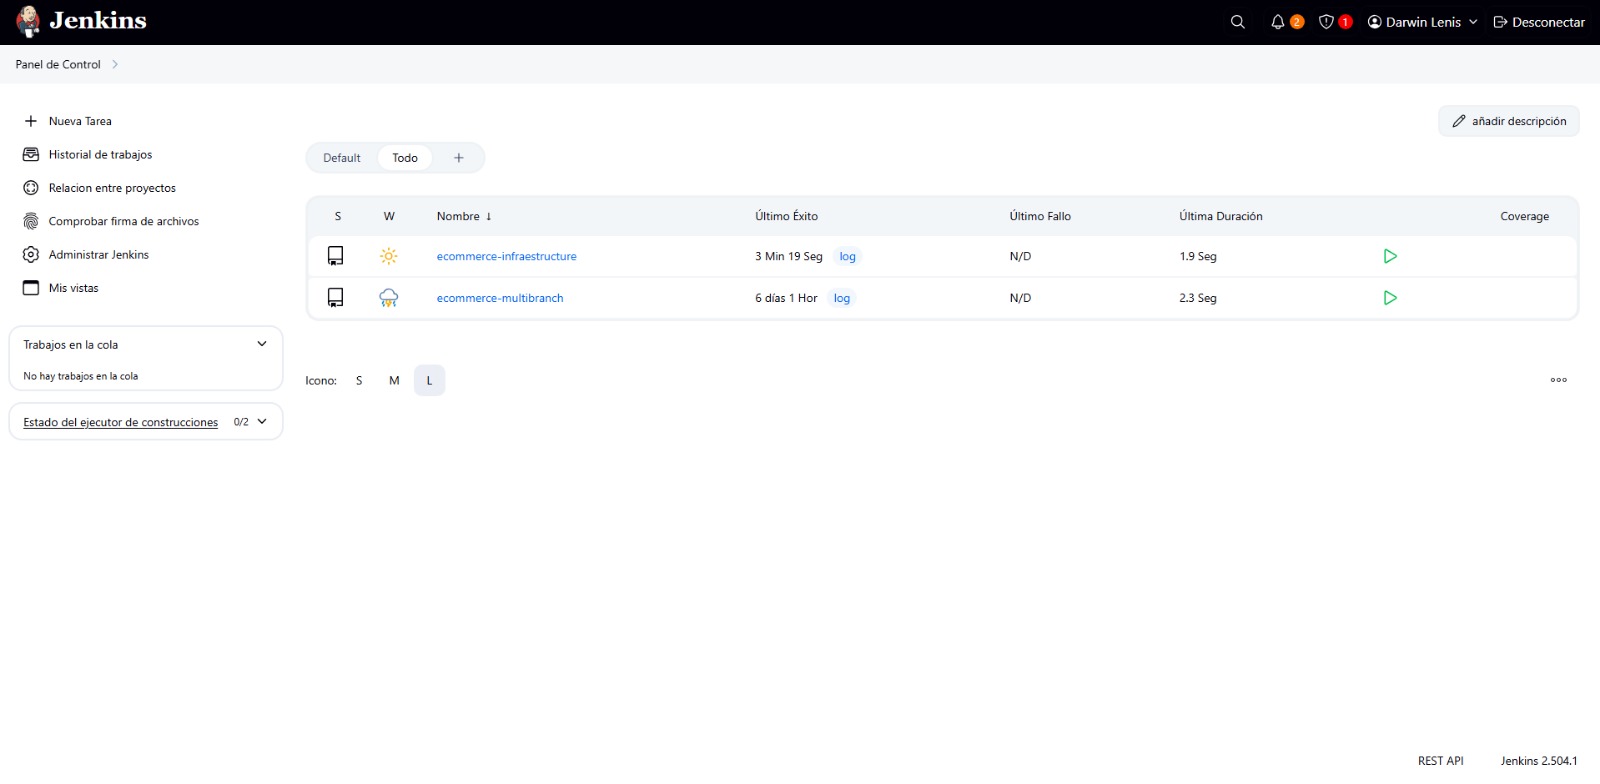 Jenkins
2 1 Darwin Lenis Desconectar
Panel de Control
Nueva Tarea
Historial de trabajos
Relacion entre proyectos
Comprobar firma de archivos
Administrar Jenkins
Mis vistas
Trabajos en la cola
No hay trabajos en la cola
Estado del ejecutor de construcciones 0/2
añadir descripción
Default Todo +
S W Nombre ↓ Último Éxito Último Fallo Última Duración Coverage
ecommerce-infraestructure 3 Min 19 Seg log N/D 1.9 Seg
ecommerce-multibranch 6 días 1 Hor log N/D 2.3 Seg
Icono: S M L
REST API Jenkins 2.504.1